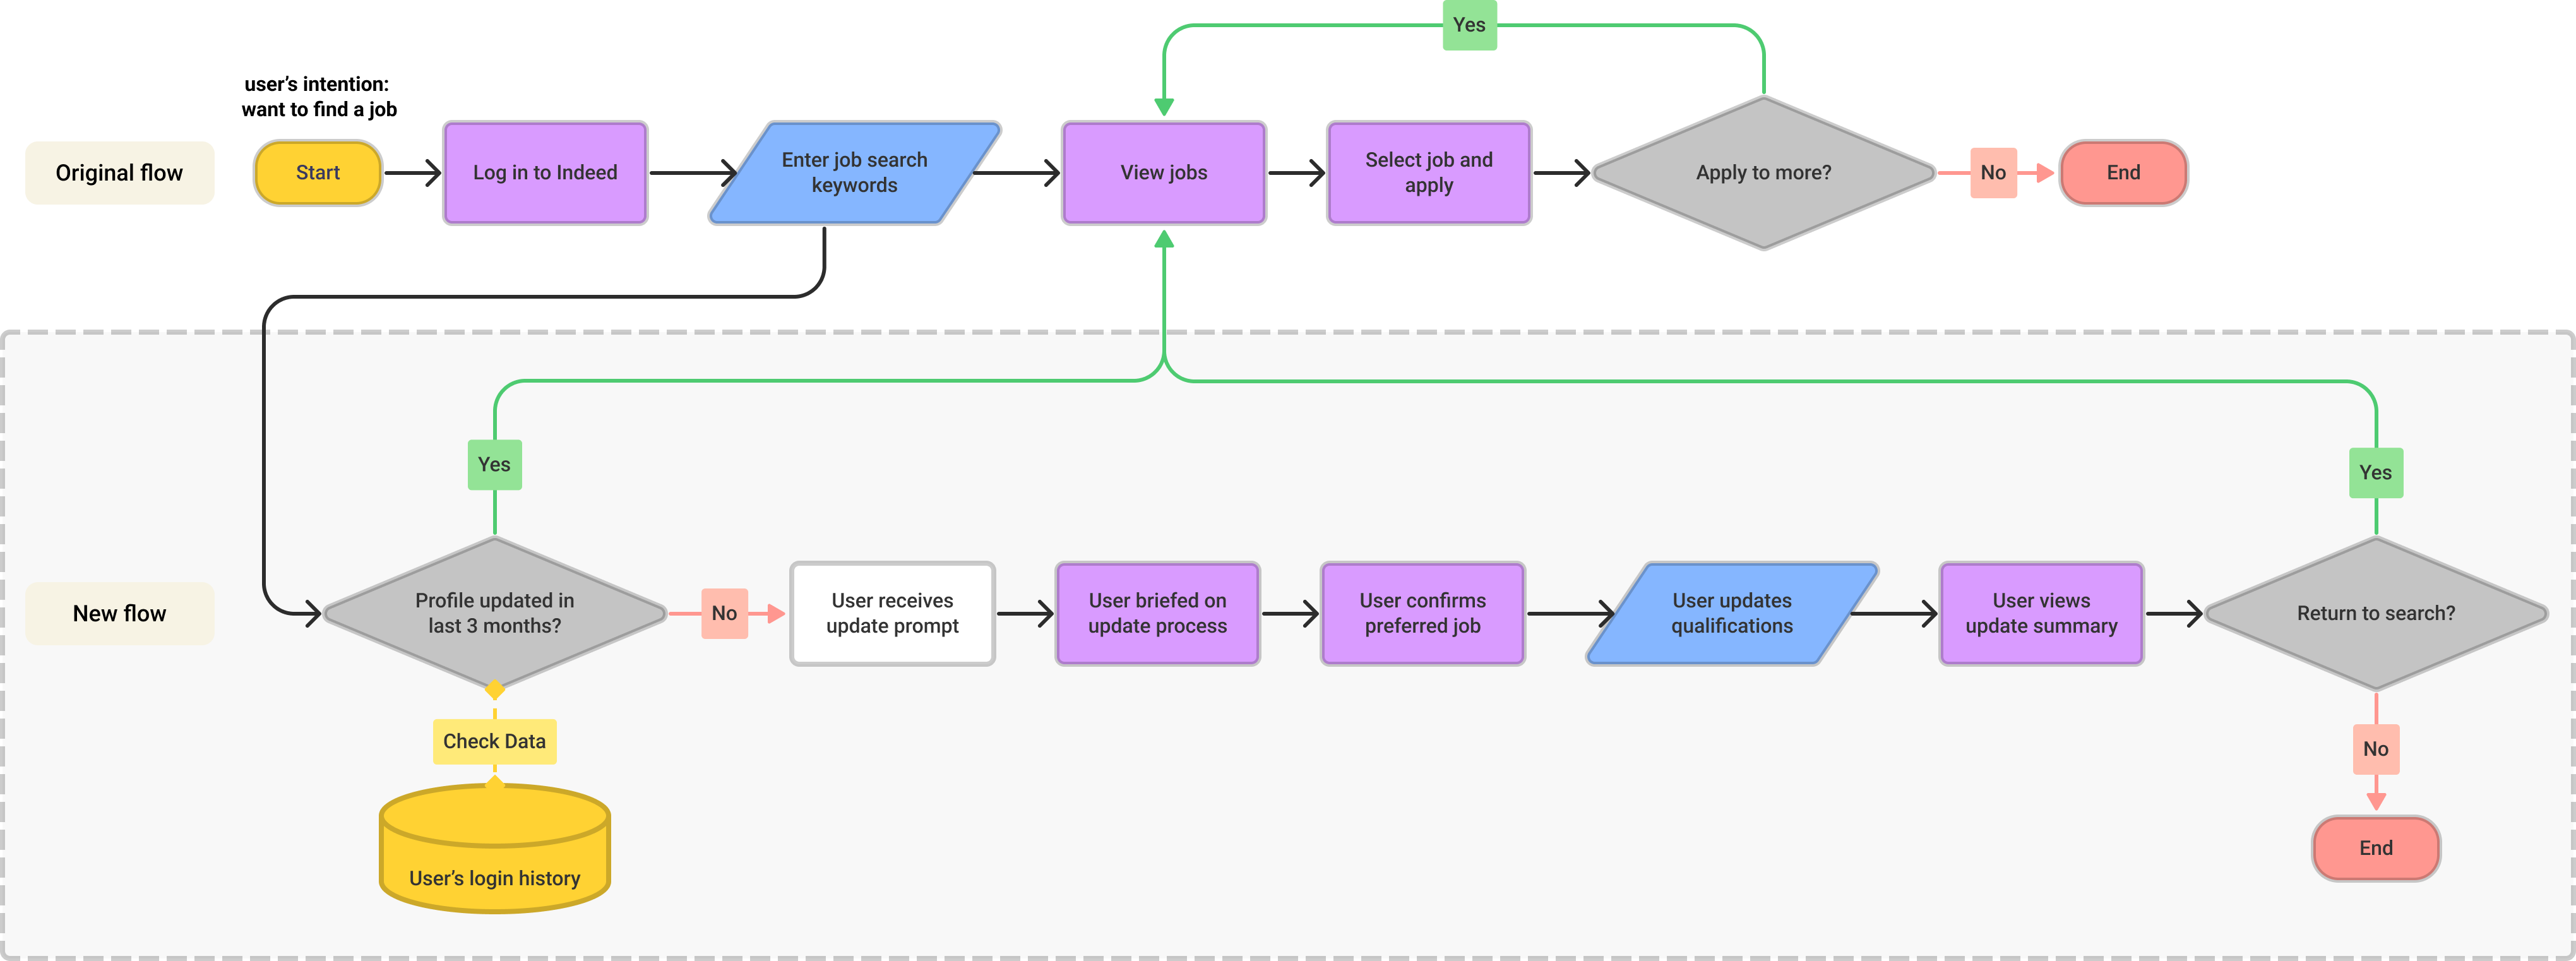 Yes
user’s intention:
want to find a job
Original flow
Start
Log in to Indeed
Enter job search
keywords
View jobs
Select job and
apply
Apply to more?
No
End
Yes
Yes
New flow
Profile updated in
last 3 months?
No
User receives
update prompt
User briefed on
update process
User confirms
preferred job
User updates
qualifications
User views
update summary
Return to search?
Check Data
No
User’s login history
End